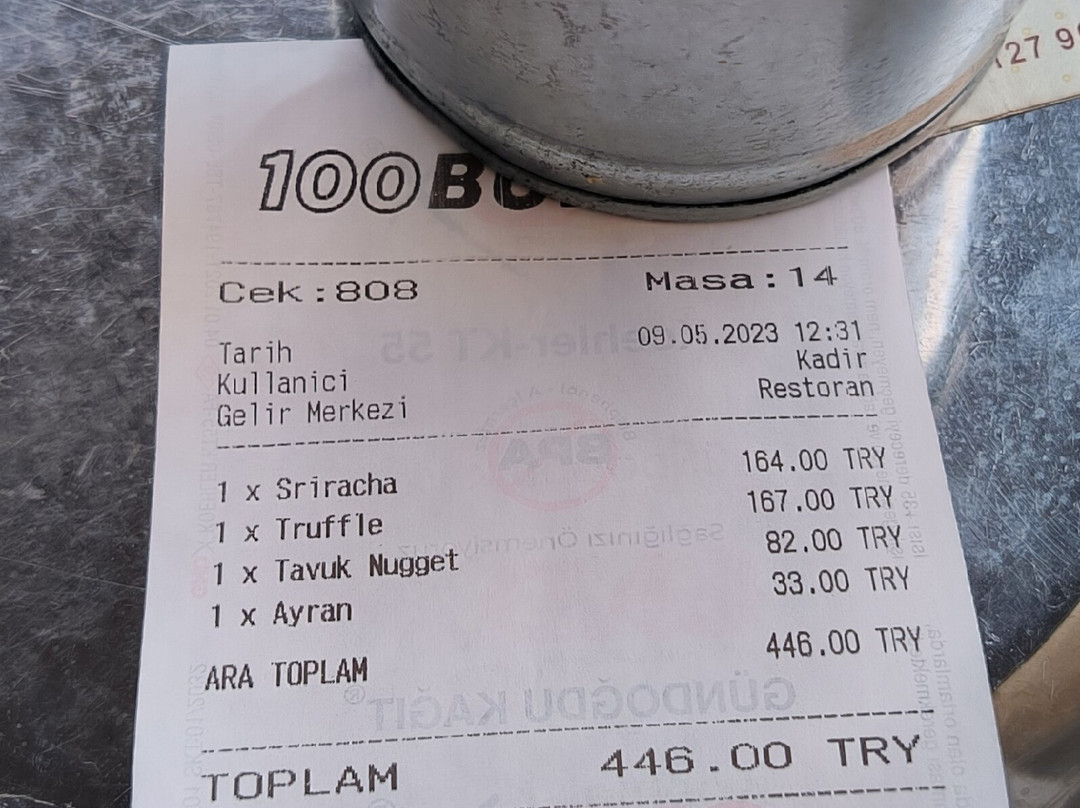 100
Cek:808 Masa:14
Tarih 09.05.2023 12:31
Kullanici Kadir
Gelir Merkezi Restoran
1 x Sriracha 164.00 TRY
1 x Truffle 167.00 TRY
1 x Tavuk Nugget 82.00 TRY
1 x Ayran 33.00 TRY
ARA TOPLAM 446.00 TRY
TOPLAM 446.00 TRY